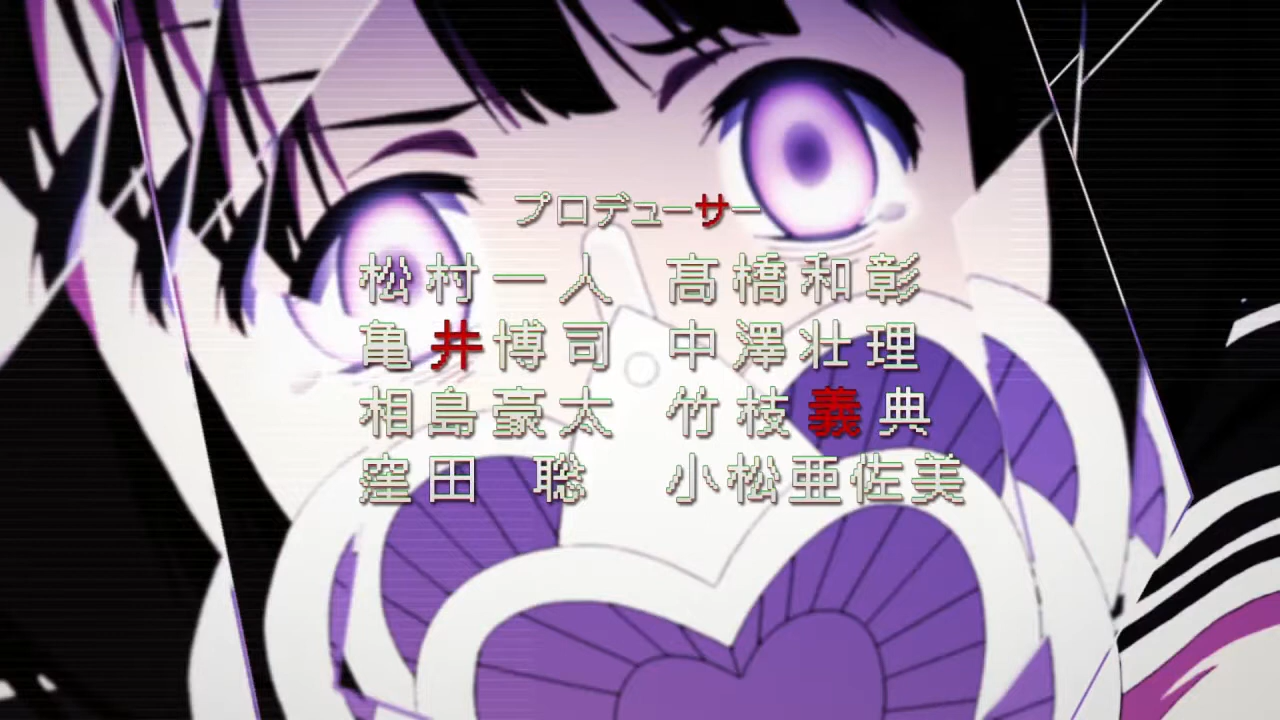 プロデューサー
松村一人 髙橋和彰
亀井博司 中澤壮理
相島豪太 竹枝義典
窪田 聡 小松亜佐美